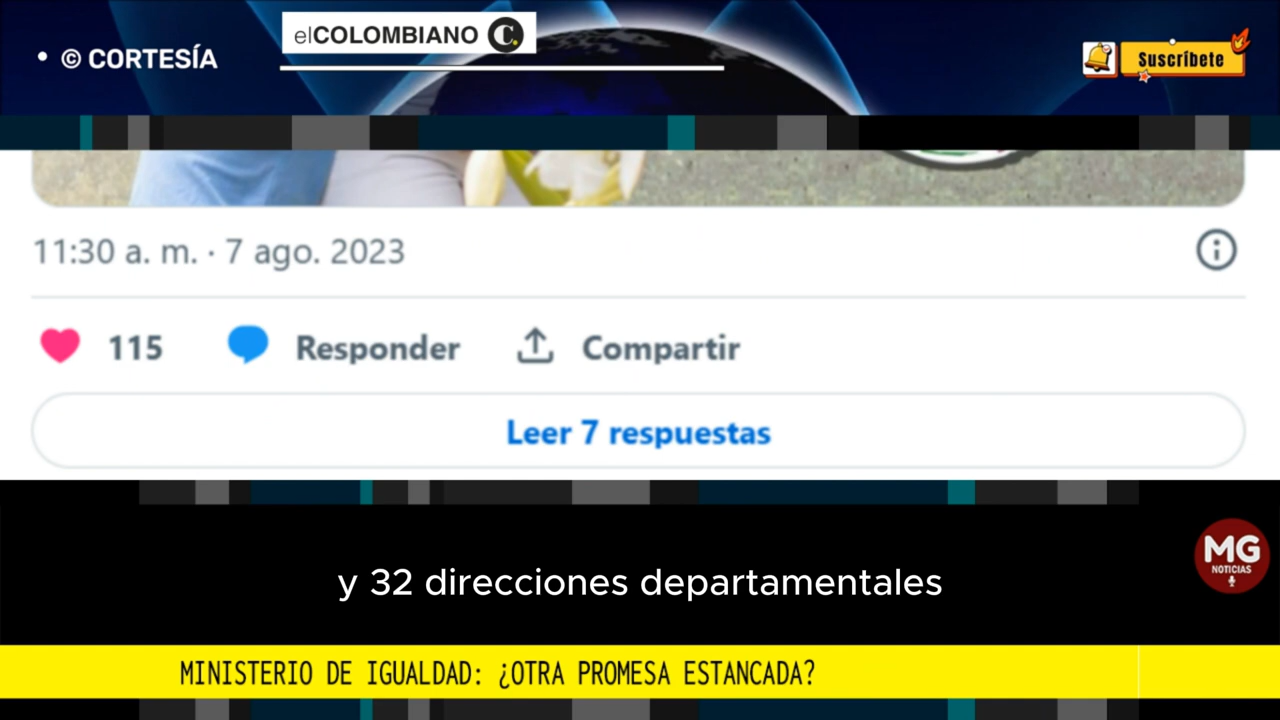 elCOLOMBIANO C.
• © CORTESÍA
Suscríbete
11:30 a. m. · 7 ago. 2023
115 Responder Compartir
Leer 7 respuestas
MG
NOTICIAS
y 32 direcciones departamentales
MINISTERIO DE IGUALDAD: ¿OTRA PROMESA ESTANCADA?